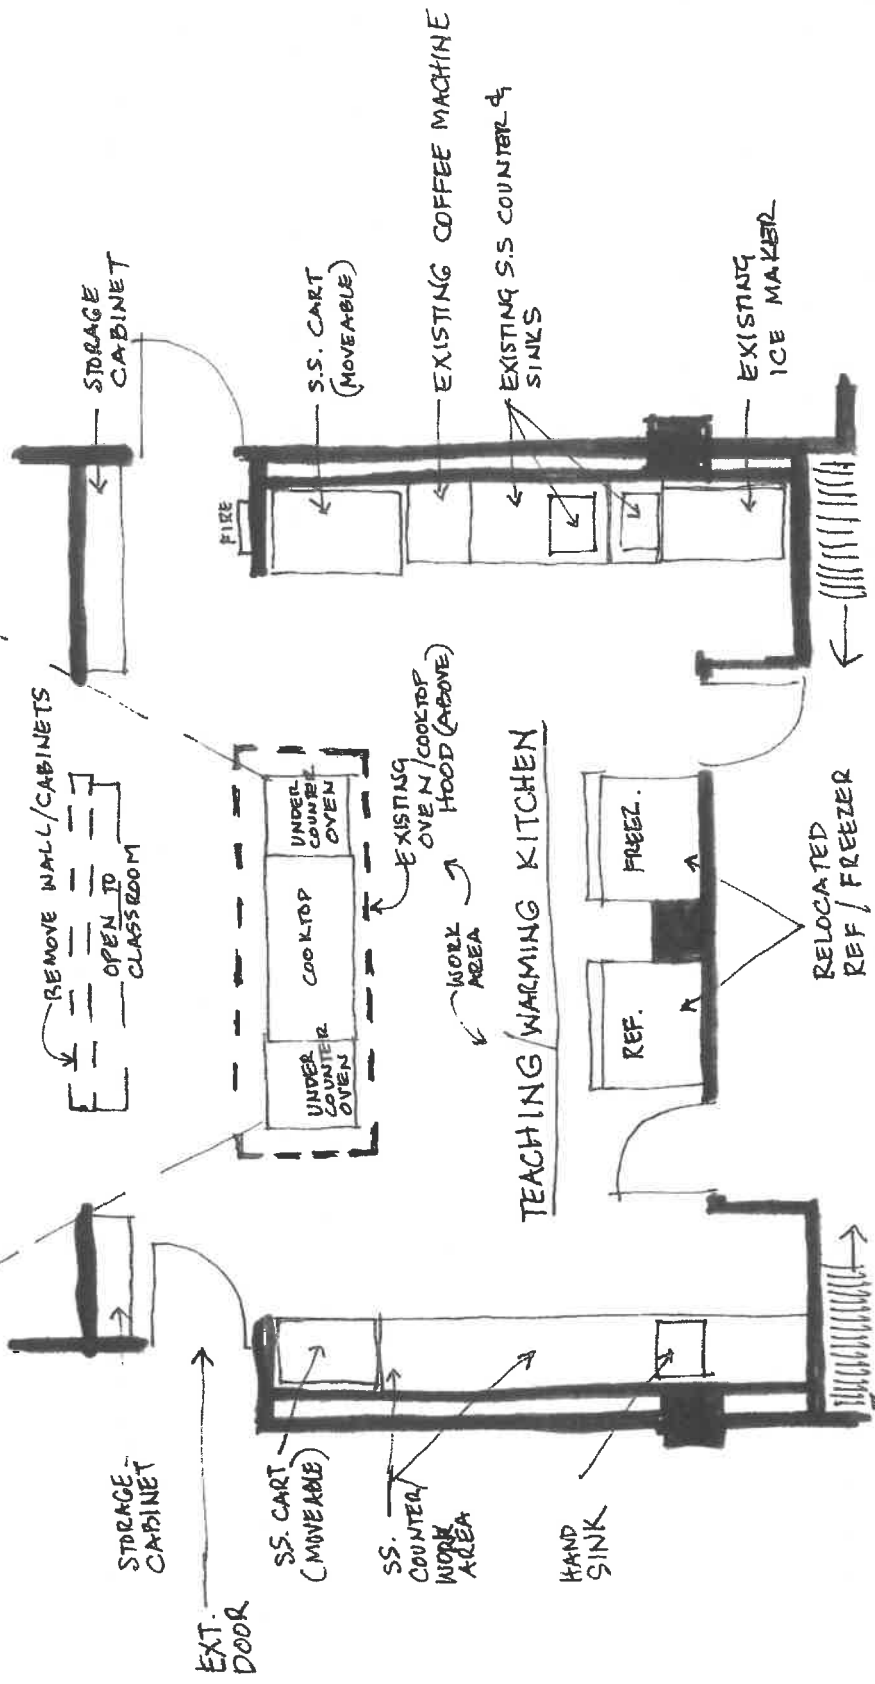 STORAGE
CABINET
EXT.
DOOR
S.S. CART
(MOVEABLE)
S.S.
COUNTER/
WORK
AREA
HAND
SINK
REMOVE WALL/CABINETS
OPEN TO
CLASSROOM
UNDER
COUNTER
OVEN
COOKTOP
UNDER
COUNTER
OVEN
EXISTING
OVEN/COOKTOP
HOOD (ABOVE)
WORK
AREA
TEACHING/WARMING KITCHEN
REF.
FREEZ.
RELOCATED
REF/FREEZER
STORAGE
CABINET
FIRE
S.S. CART
(MOVEABLE)
EXISTING COFFEE MACHINE
EXISTING S.S COUNTER &
SINKS
EXISTING
ICE MAKER